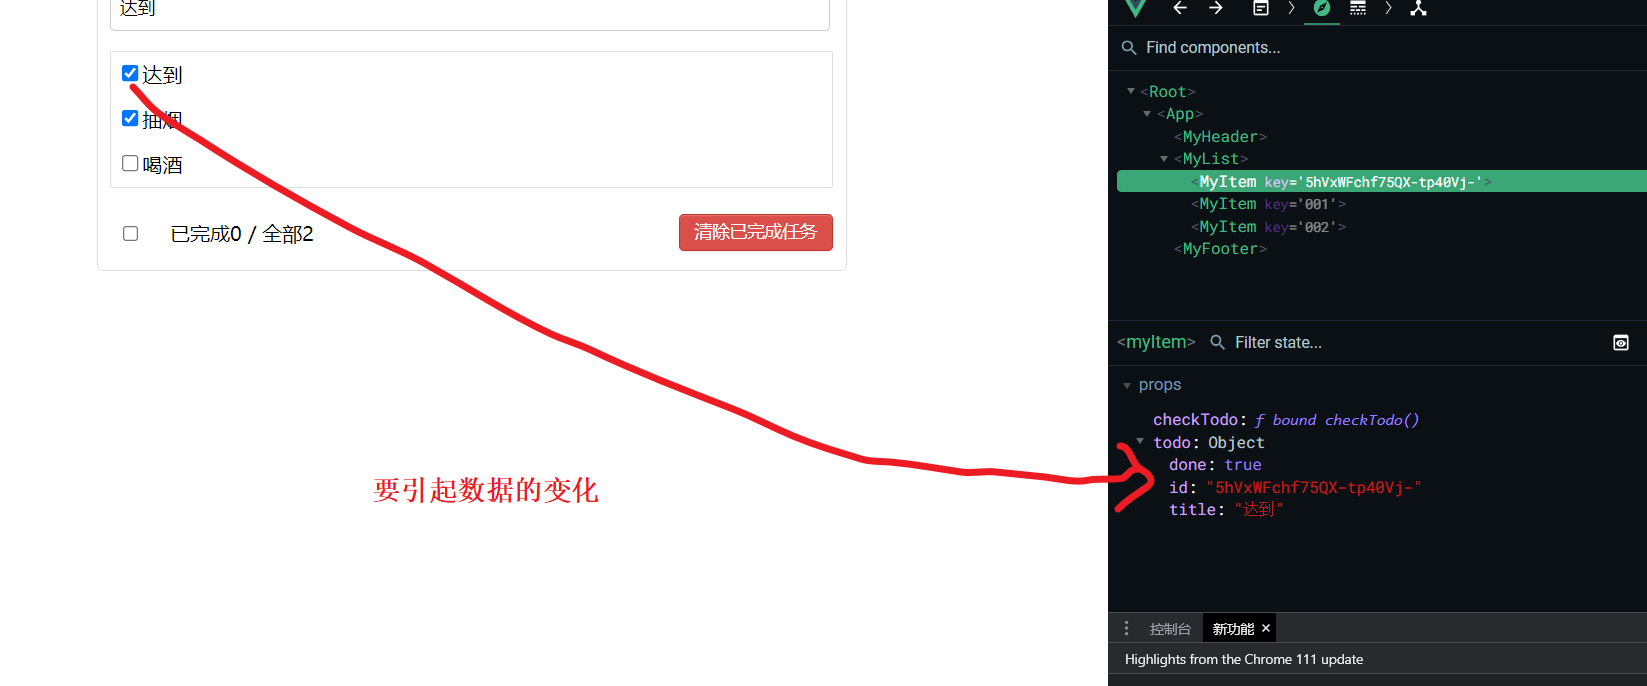 达到
达到
抽烟
喝酒
已完成0 / 全部2
清除已完成任务
要引起数据的变化
Find components...
<Root>
<App>
<MyHeader>
<MyList>
<MyItem key='5hVxWFchf75QX-tp40Vj-'>
<MyItem key='001'>
<MyItem key='002'>
<MyFooter>
<myItem>
Filter state...
props
checkTodo: ƒ bound checkTodo()
todo: Object
done: true
id: "5hVxWFchf75QX-tp40Vj-"
title: "达到"
控制台
新功能 ×
Highlights from the Chrome 111 update